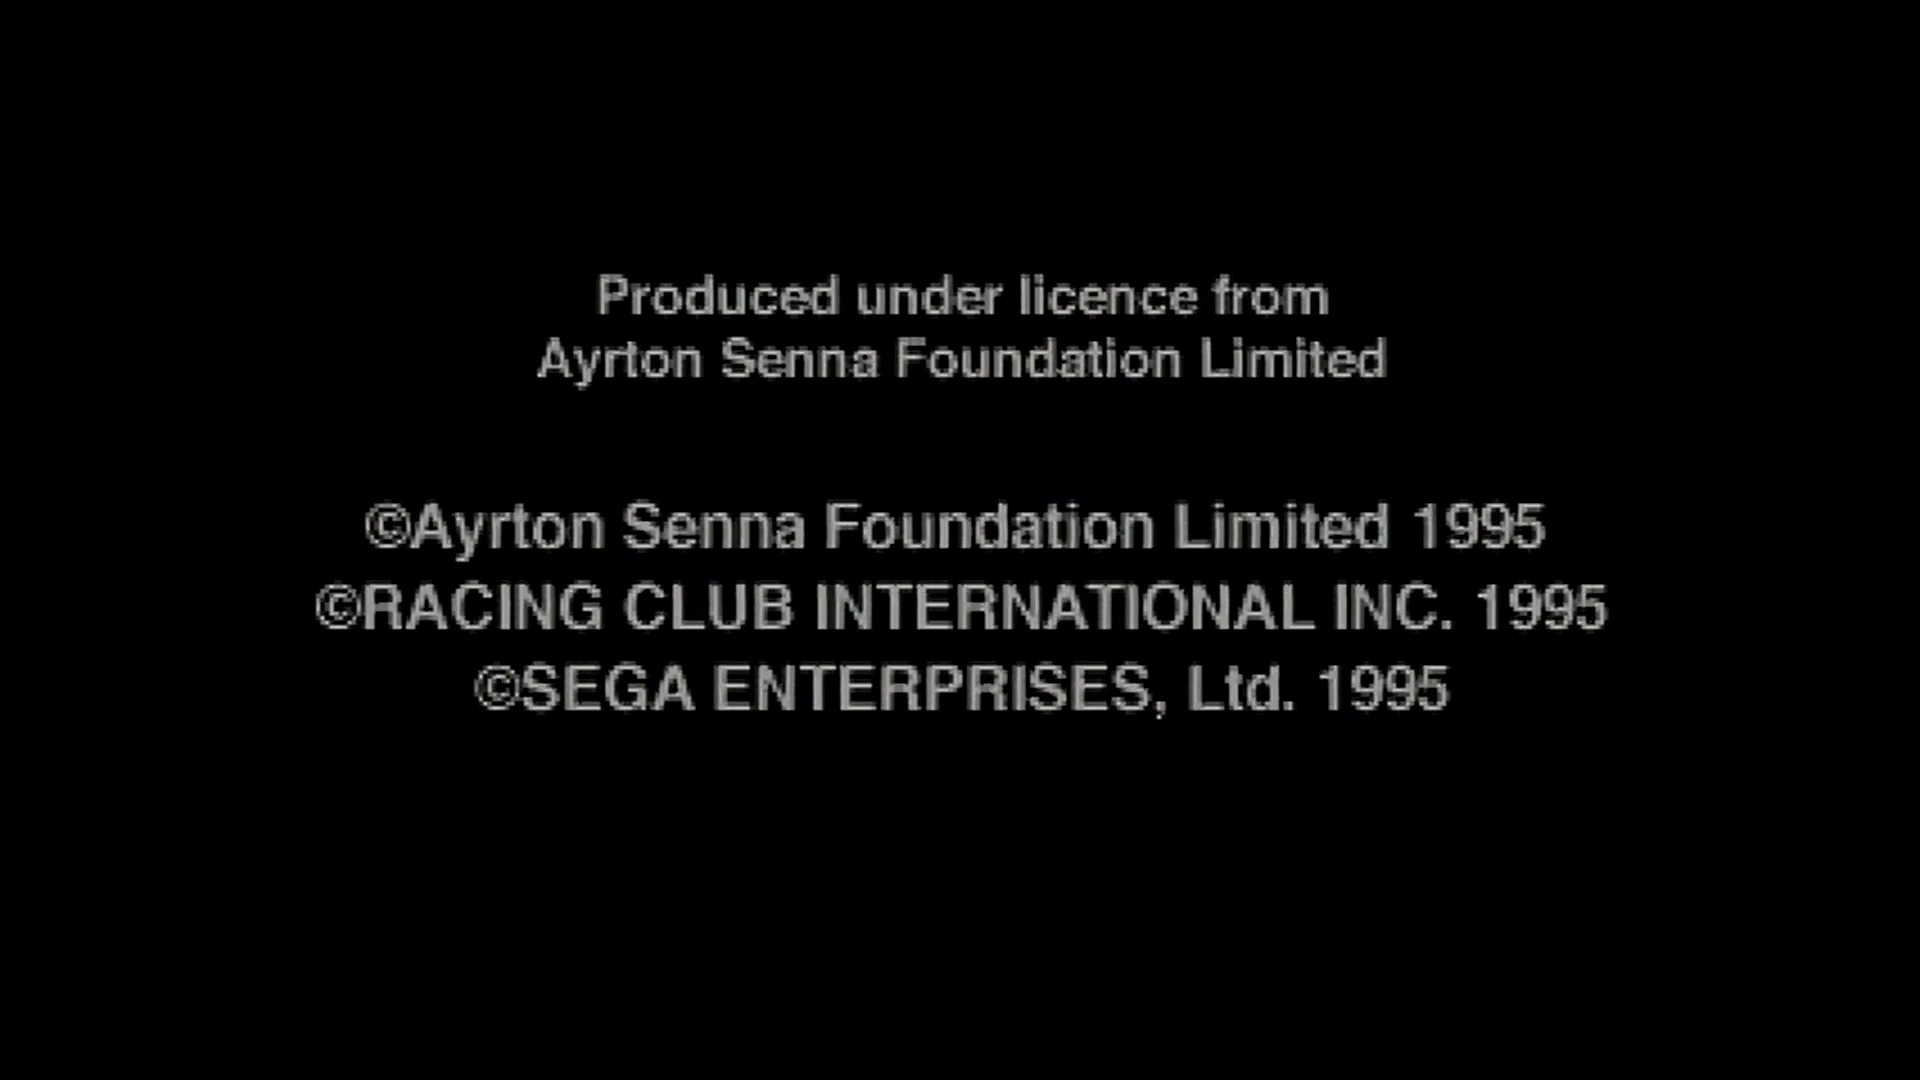 Produced under licence from
Ayrton Senna Foundation Limited
©Ayrton Senna Foundation Limited 1995
©RACING CLUB INTERNATIONAL INC. 1995
©SEGA ENTERPRISES, Ltd. 1995